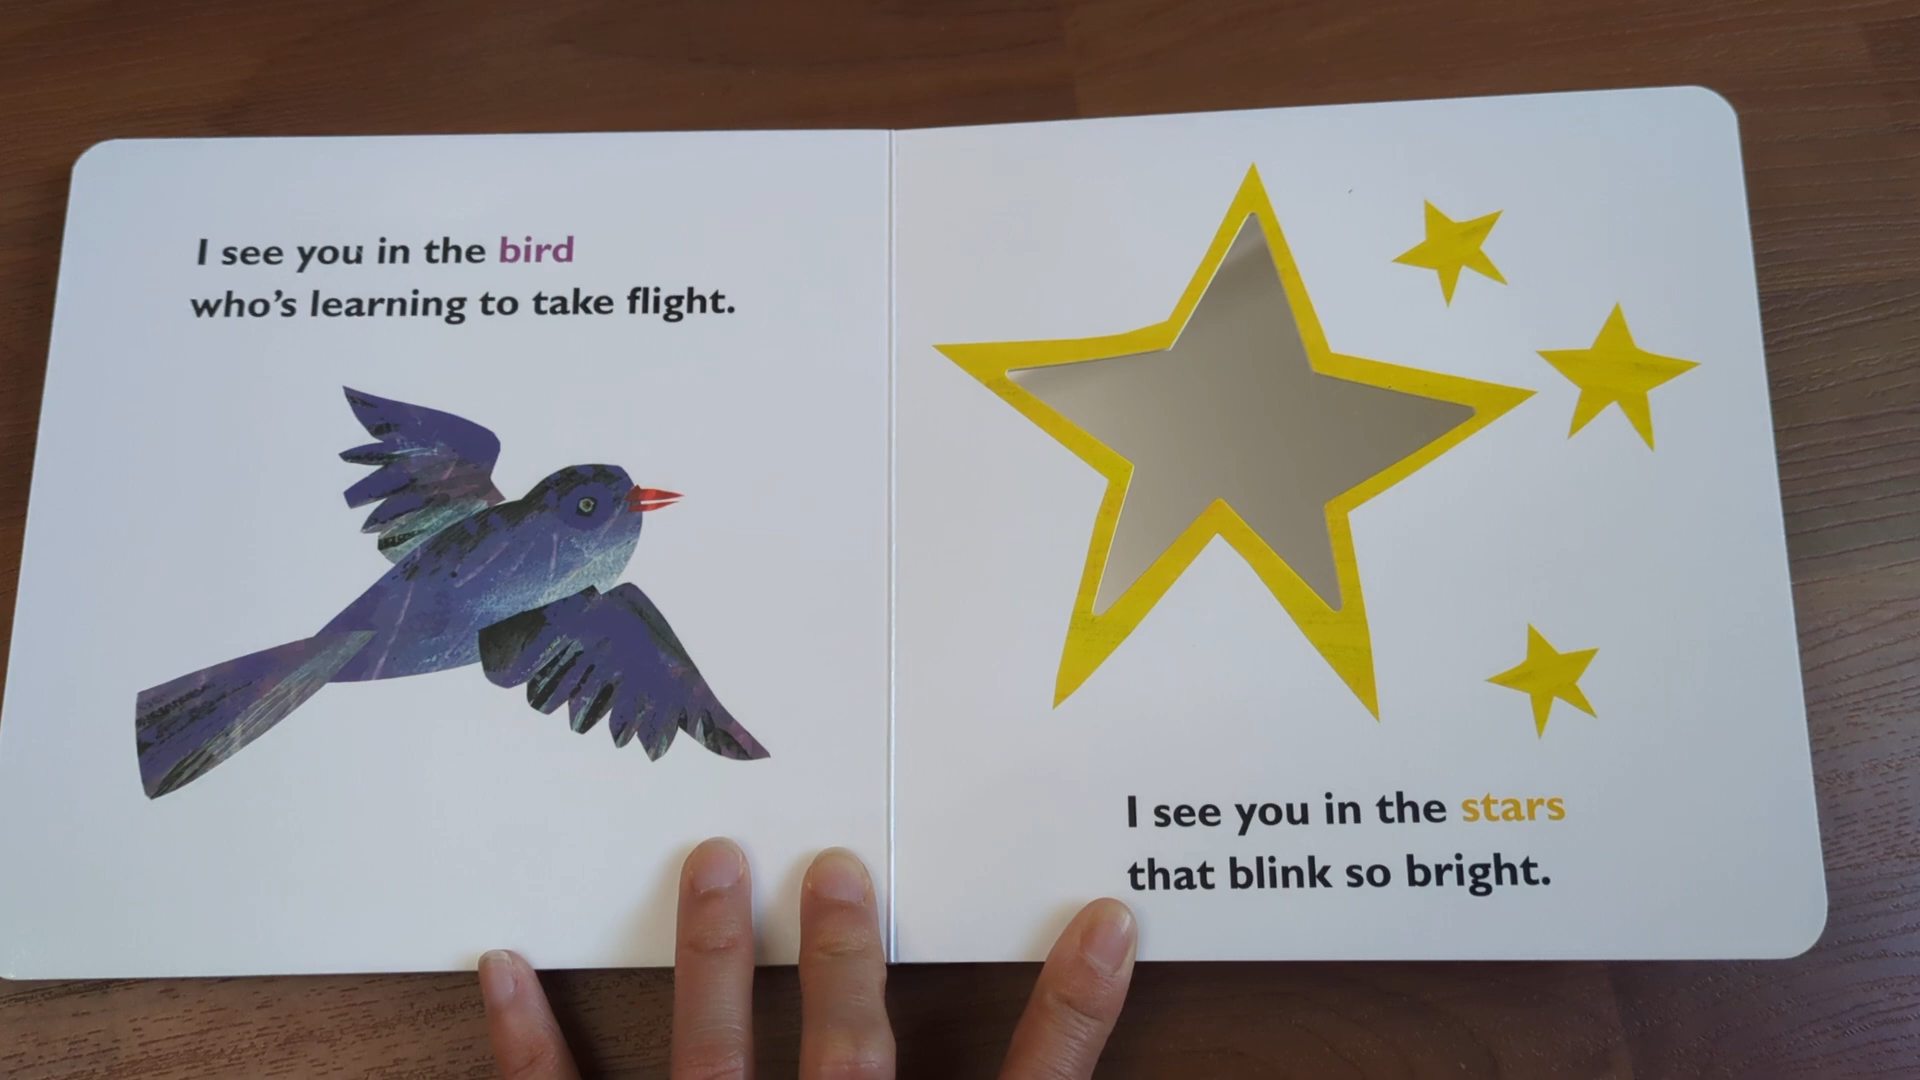 I see you in the bird
who's learning to take flight.
I see you in the stars
that blink so bright.